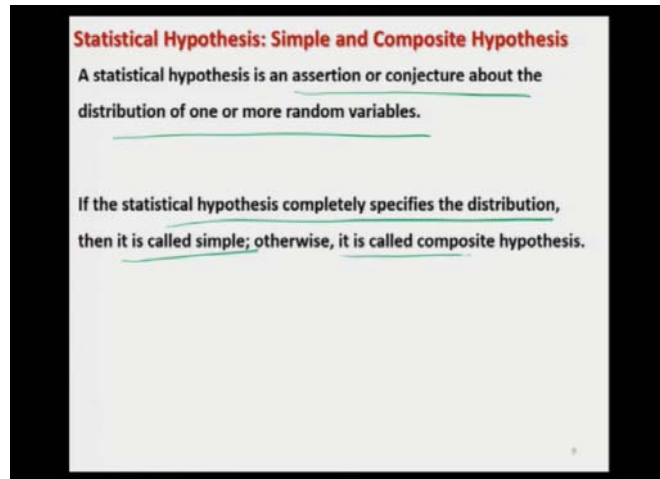 Statistical Hypothesis: Simple and Composite Hypothesis
A statistical hypothesis is an assertion or conjecture about the
distribution of one or more random variables.
If the statistical hypothesis completely specifies the distribution,
then it is called simple; otherwise, it is called composite hypothesis.
9